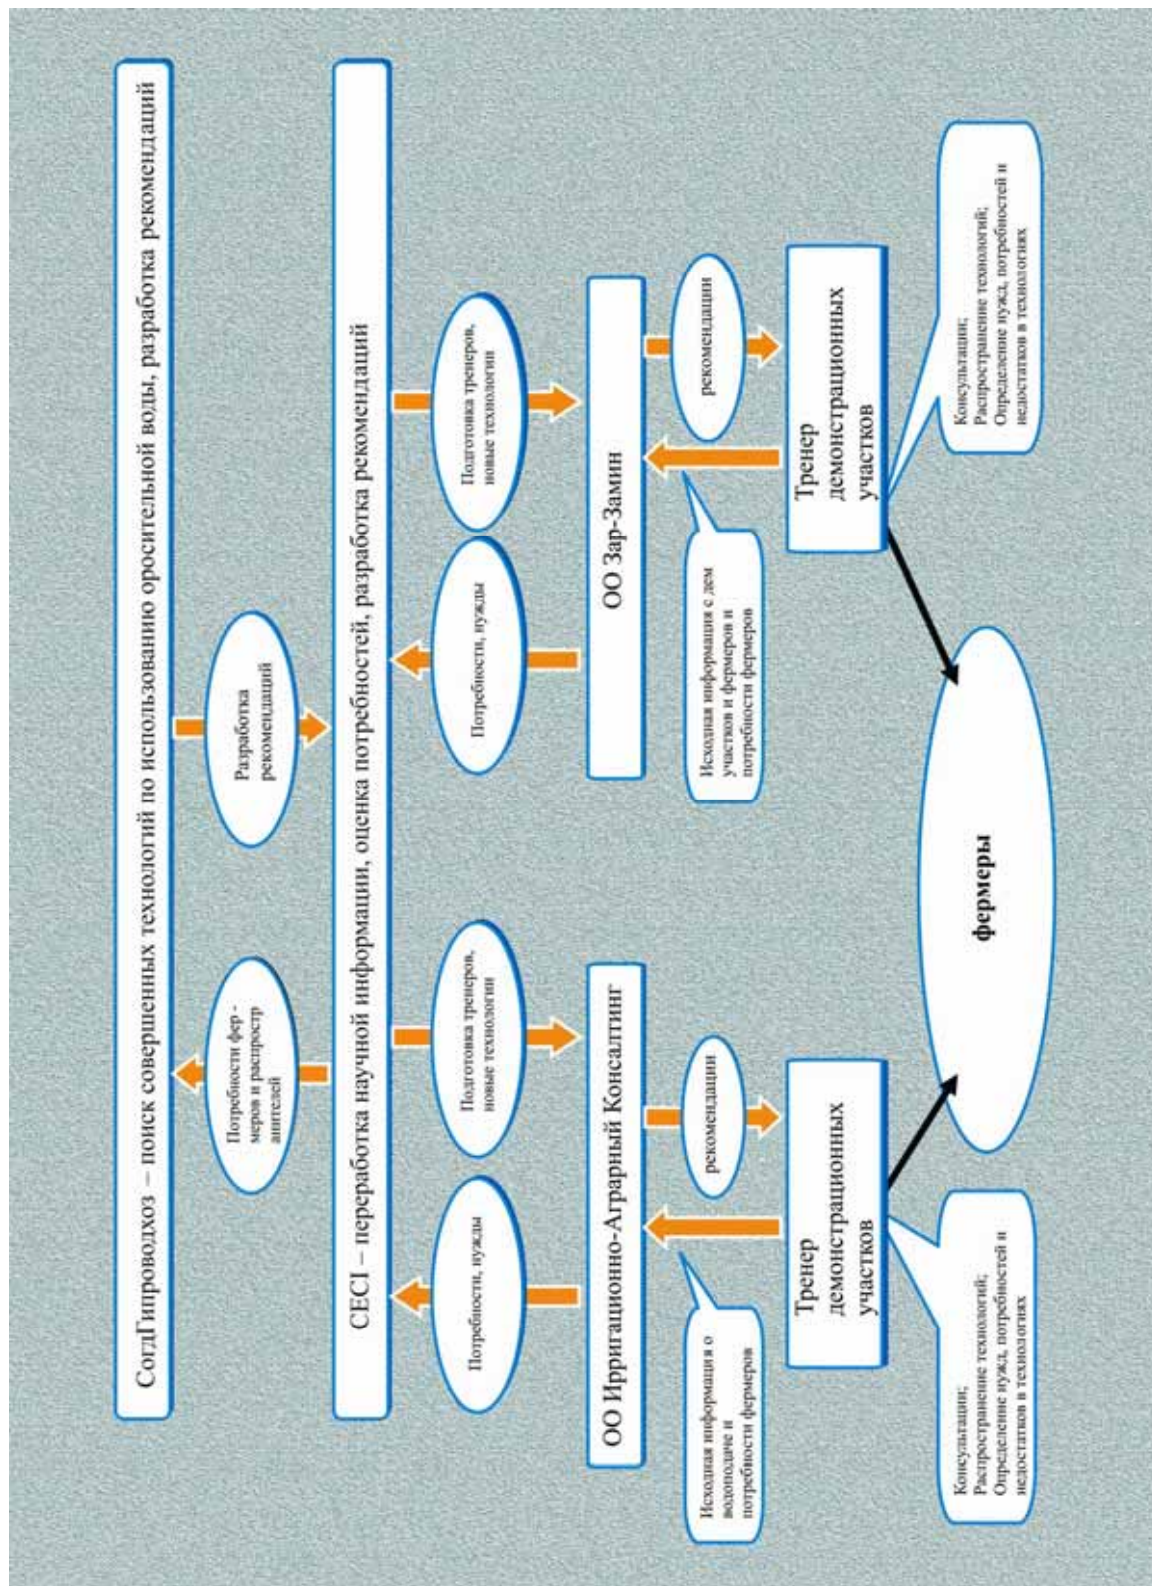 СогдГипроводхоз – поиск совершенных технологий по использованию оросительной воды, разработка рекомендаций
Потребности фер -
меров и распростр
анителей
Разработка
рекомендаций
CECI – переработка научной информации, оценка потребностей, разработка рекомендаций
Потребности, нужды
Подготовка тренеров,
новые технологии
Потребности, нужды
Подготовка тренеров,
новые технологии
ОО Ирригационно-Аграрный Консалтинг
ОО Зар-Замин
Исходная информация о
водоподаче и
потребности фермеров
рекомендации
Исходная информация с дем
участков и фермеров и
потребности фермеров
рекомендации
Тренер
демонстрационных
участков
Тренер
демонстрационных
участков
Консультации;
Распространение технологий;
Определение нужд, потребностей и
недостатков в технологиях
фермеры
Консультации;
Распространение технологий;
Определение нужд, потребностей и
недостатков в технологиях